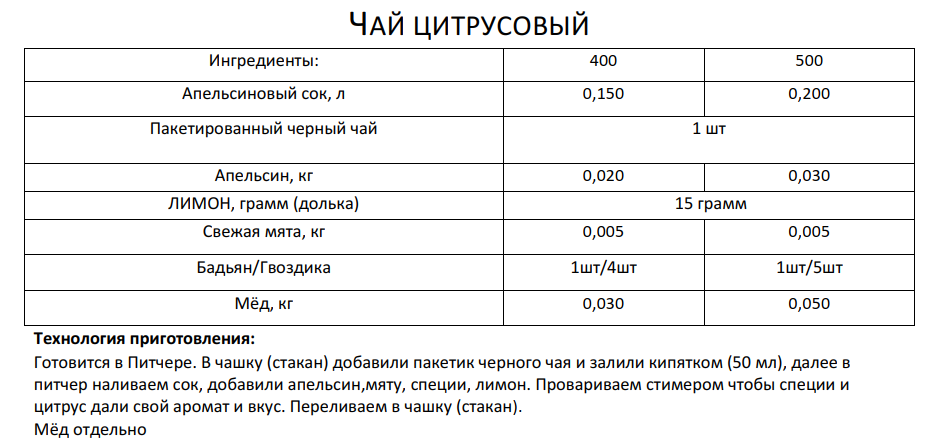 ЧАЙ ЦИТРУСОВЫЙ
Ингредиенты: 400 500
Апельсиновый сок, л 0,150 0,200
Пакетированный черный чай 1 шт
Апельсин, кг 0,020 0,030
ЛИМОН, грамм (долька) 15 грамм
Свежая мята, кг 0,005 0,005
Бадьян/Гвоздика 1шт/4шт 1шт/5шт
Мёд, кг 0,030 0,050
Технология приготовления:
Готовится в Питчере. В чашку (стакан) добавили пакетик черного чая и залили кипятком (50 мл), далее в
питчер наливаем сок, добавили апельсин,мяту, специи, лимон. Провариваем стимером чтобы специи и
цитрус дали свой аромат и вкус. Переливаем в чашку (стакан).
Мёд отдельно